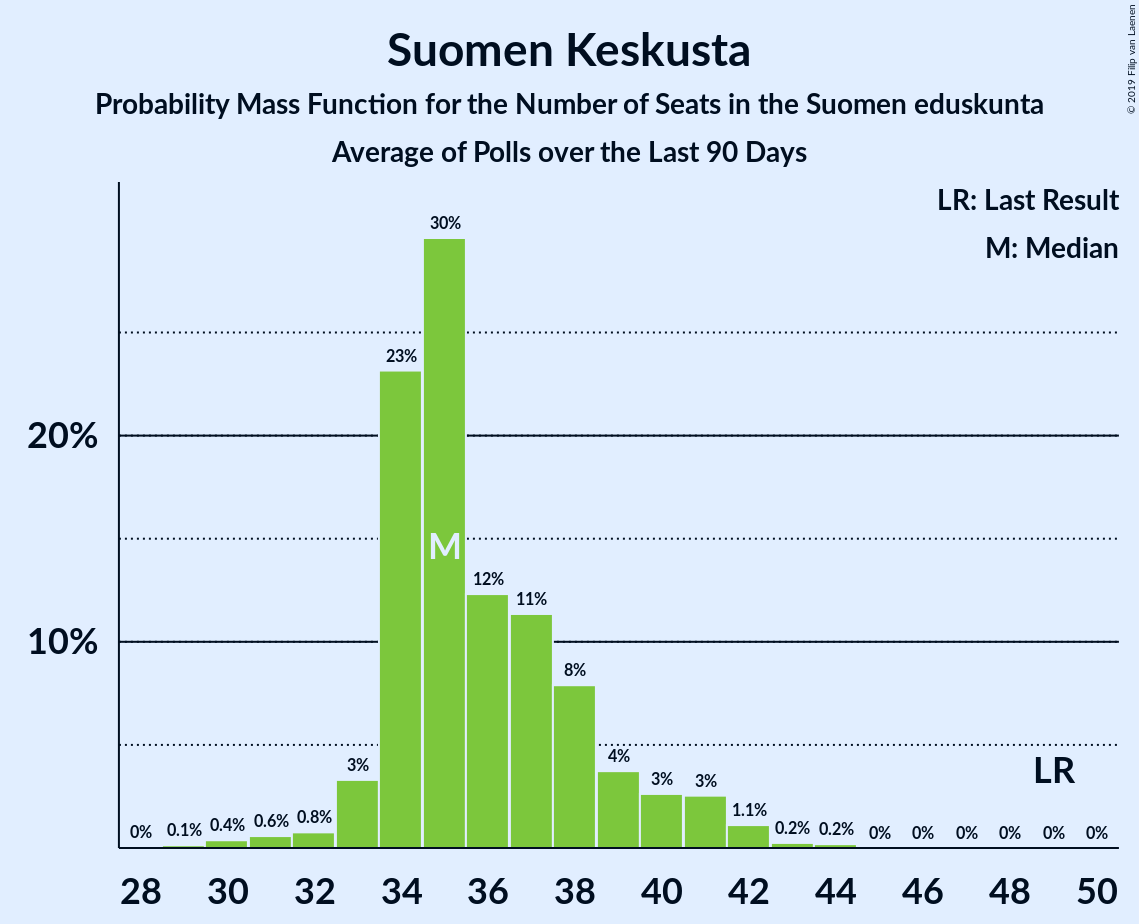 Suomen Keskusta
Probability Mass Function for the Number of Seats in the Suomen eduskunta
Average of Polls over the Last 90 Days
© 2019 Filip van Laenen
LR: Last Result
M: Median
20%
10%
0%
0.1%
0.4%
0.6%
0.8%
3%
23%
30%
12%
11%
8%
4%
3%
3%
1.1%
0.2%
0.2%
0%
0%
0%
0%
0%
0%
M
LR
28 30 32 34 36 38 40 42 44 46 48 50